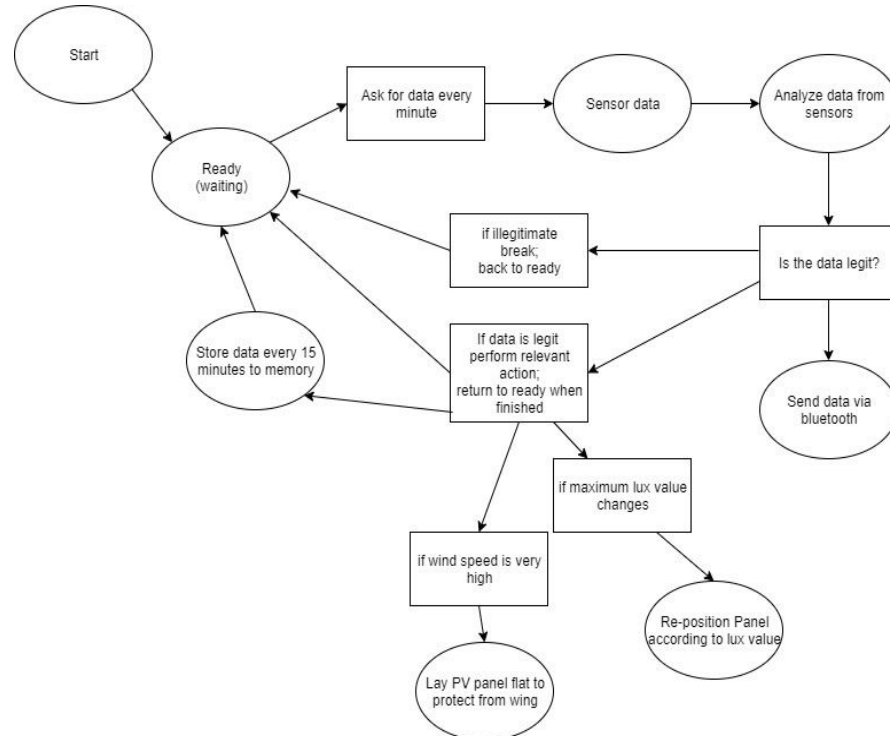 Start
Ask for data every
minute
Sensor data
Analyze data from
sensors
Ready
(waiting)
if illegitimate
break;
back to ready
Is the data legit?
Store data every 15
minutes to memory
If data is legit
perform relevant
action;
return to ready when
finished
Send data via
bluetooth
if maximum lux value
changes
if wind speed is very
high
Re-position Panel
according to lux value
Lay PV panel flat to
protect from wing